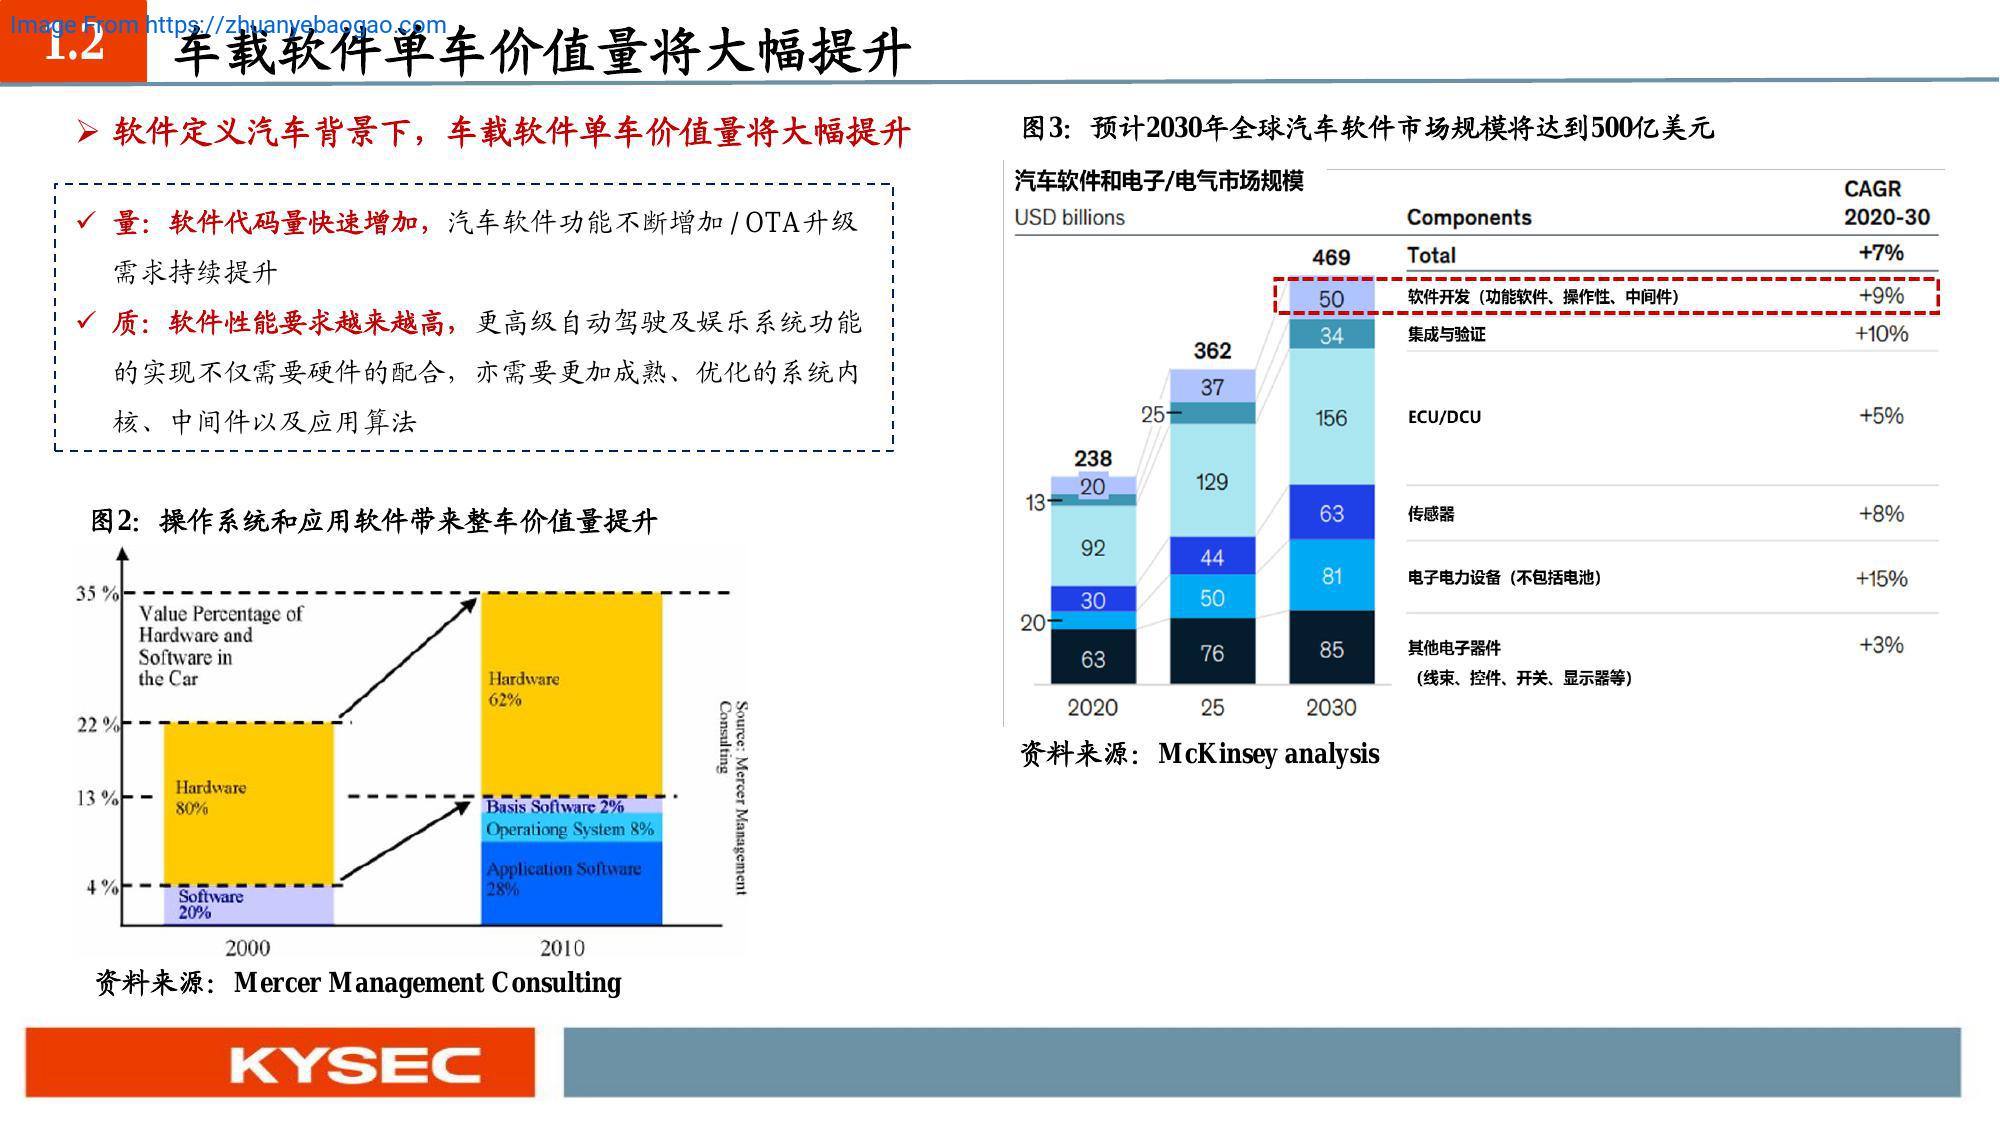 Image From https://zhuanyebaogao.com
1.2
车载软件单车价值量将大幅提升
软件定义汽车背景下，车载软件单车价值量将大幅提升
量：软件代码量快速增加，汽车软件功能不断增加/OTA升级
需求持续提升
质：软件性能要求越来越高，更高级自动驾驶及娱乐系统功能
的实现不仅需要硬件的配合，亦需要更加成熟、优化的系统内
核、中间件以及应用算法
图2：操作系统和应用软件带来整车价值量提升
35 %
22 %
13 %
4 %
Value Percentage of
Hardware and
Software in
the Car
Hardware
80%
Software
20%
Hardware
62%
Basis Software 2%
Operationg System 8%
Application Software
28%
2000
2010
Source: Mercer Management
Consulting
资料来源：Mercer Management Consulting
图3：预计2030年全球汽车软件市场规模将达到500亿美元
汽车软件和电子/电气市场规模
USD billions
Components
CAGR
2020-30
469
Total
+7%
50
软件开发（功能软件、操作性、中间件）
+9%
34
集成与验证
+10%
156
ECU/DCU
+5%
63
传感器
+8%
81
电子电力设备（不包括电池）
+15%
85
其他电子器件
（线束、控件、开关、显示器等）
+3%
362
37
25
129
44
50
76
238
20
13
92
30
20
63
2020
25
2030
资料来源：McKinsey analysis
KYSEC